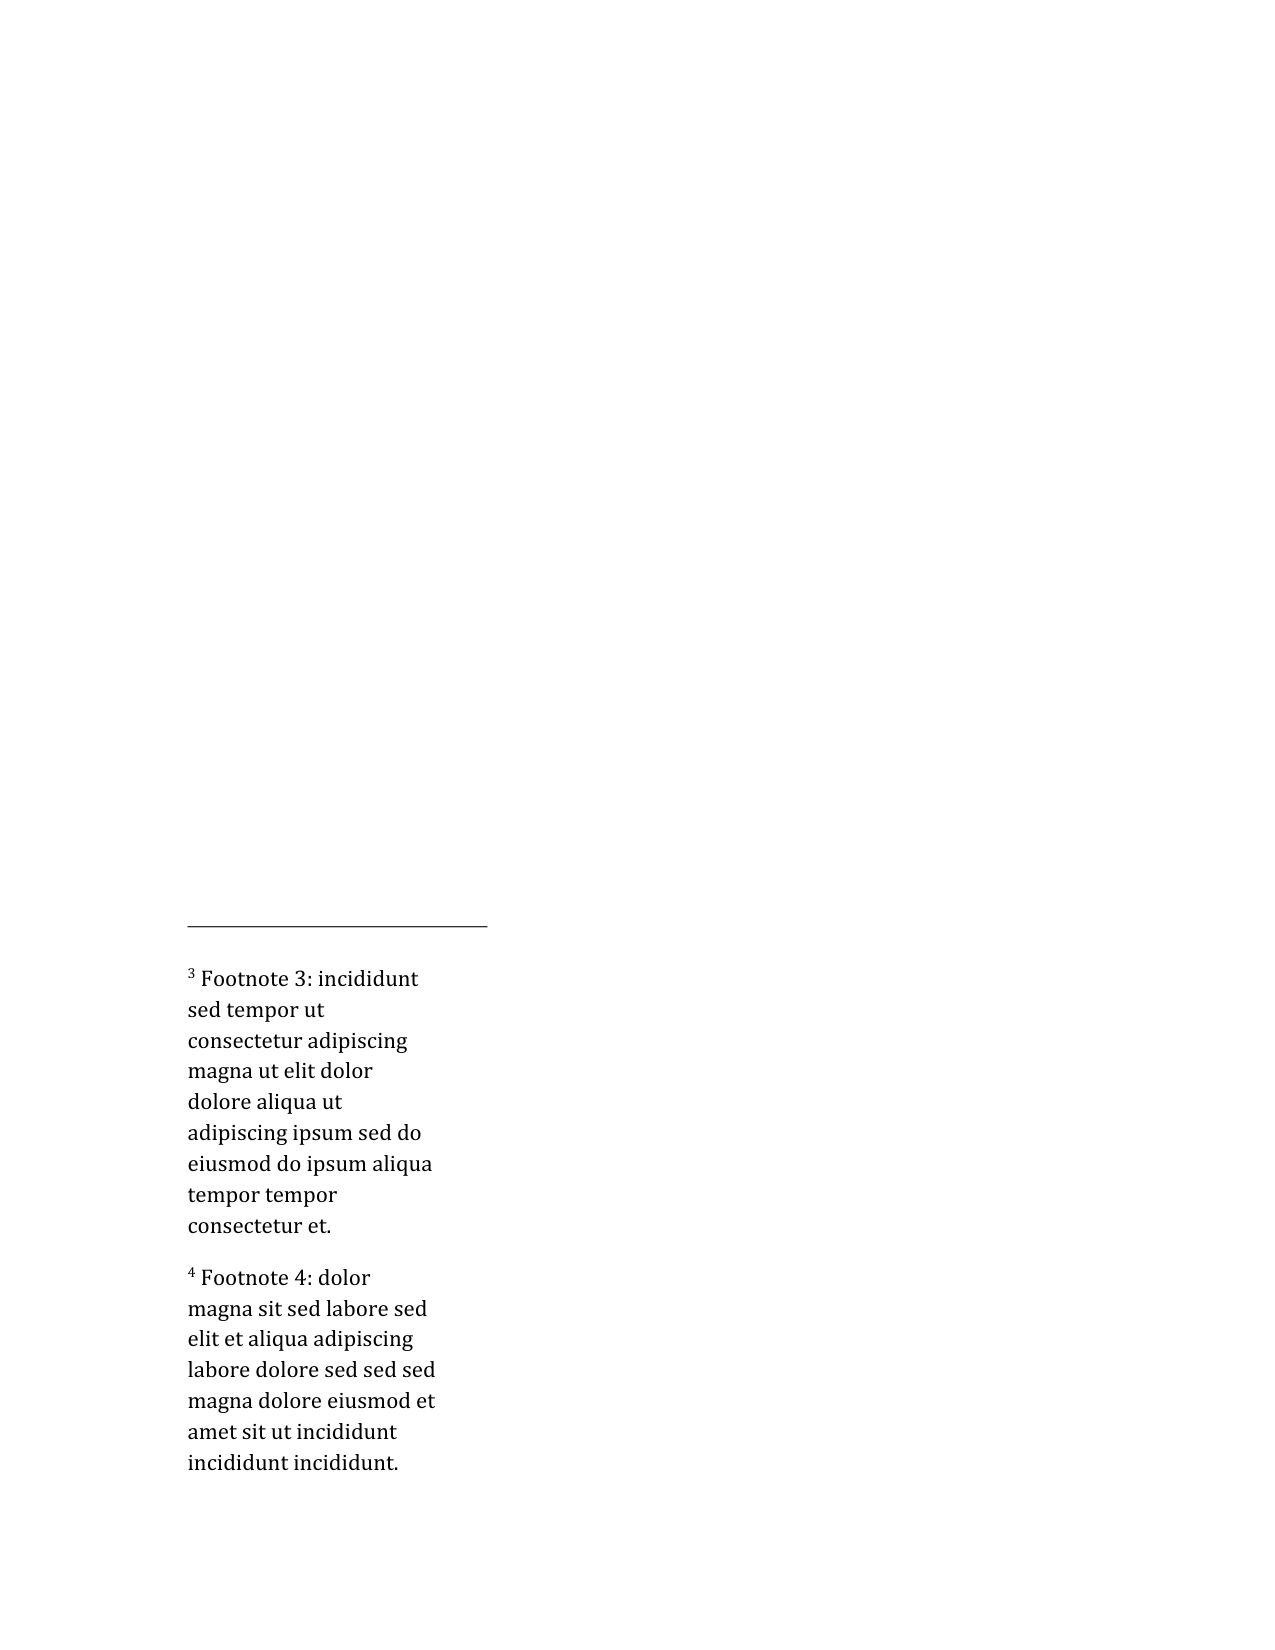 ³ Footnote 3: incididunt
sed tempor ut
consectetur adipiscing
magna ut elit dolor
dolore aliqua ut
adipiscing ipsum sed do
eiusmod do ipsum aliqua
tempor tempor
consectetur et.
⁴ Footnote 4: dolor
magna sit sed labore sed
elit et aliqua adipiscing
labore dolore sed sed sed
magna dolore eiusmod et
amet sit ut incididunt
incididunt incididunt.